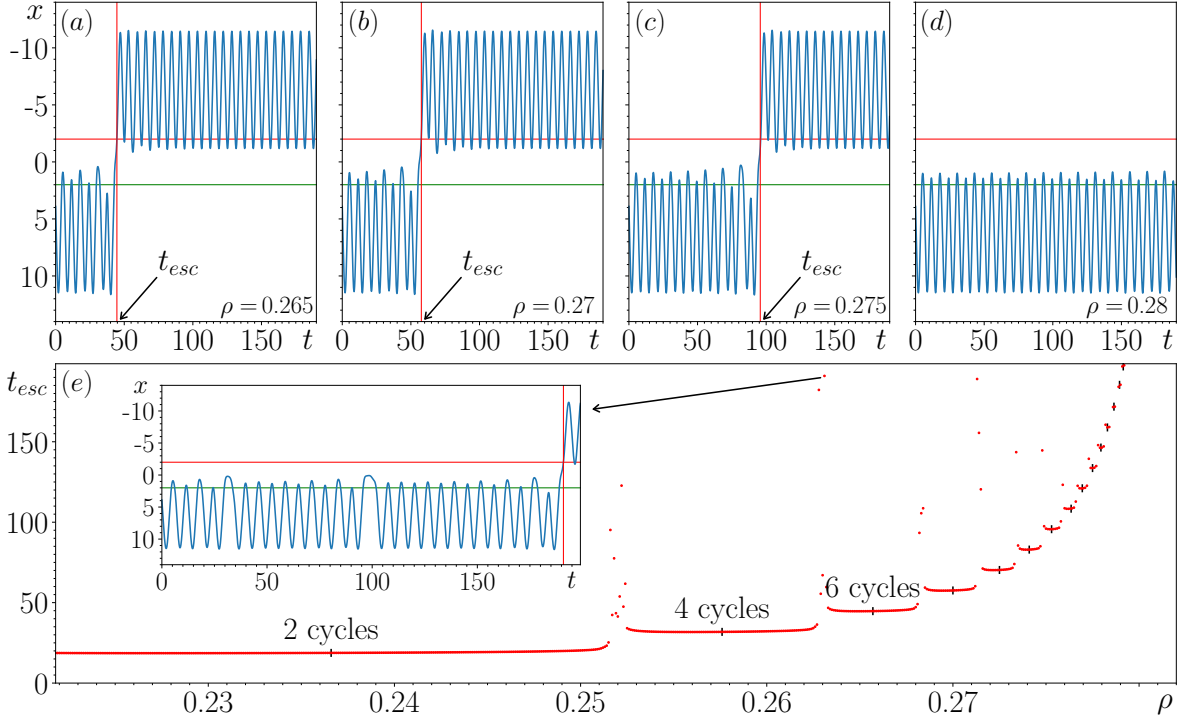 x (a) (b) (c) (d)
-10
-5
0
5
10
t_esc t_esc t_esc
ρ = 0.265 ρ = 0.27 ρ = 0.275 ρ = 0.28
0 50 100 150 t 0 50 100 150 t 0 50 100 150 t 0 50 100 150 t
t_esc (e) x
-10
-5
0
5
10
0 50 100 150 t
150
100
50
0
2 cycles 4 cycles 6 cycles
0.23 0.24 0.25 0.26 0.27 ρ